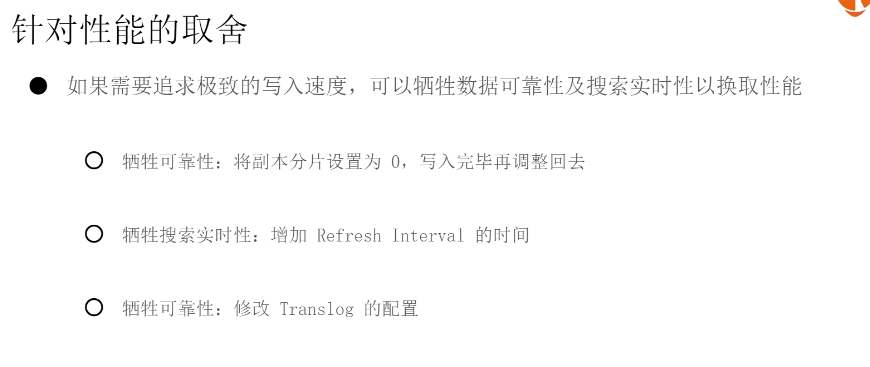 针对性能的取舍
如果需要追求极致的写入速度，可以牺牲数据可靠性及搜索实时性以换取性能
牺牲可靠性：将副本分片设置为 0，写入完毕再调整回去
牺牲搜索实时性：增加 Refresh Interval 的时间
牺牲可靠性：修改 Translog 的配置